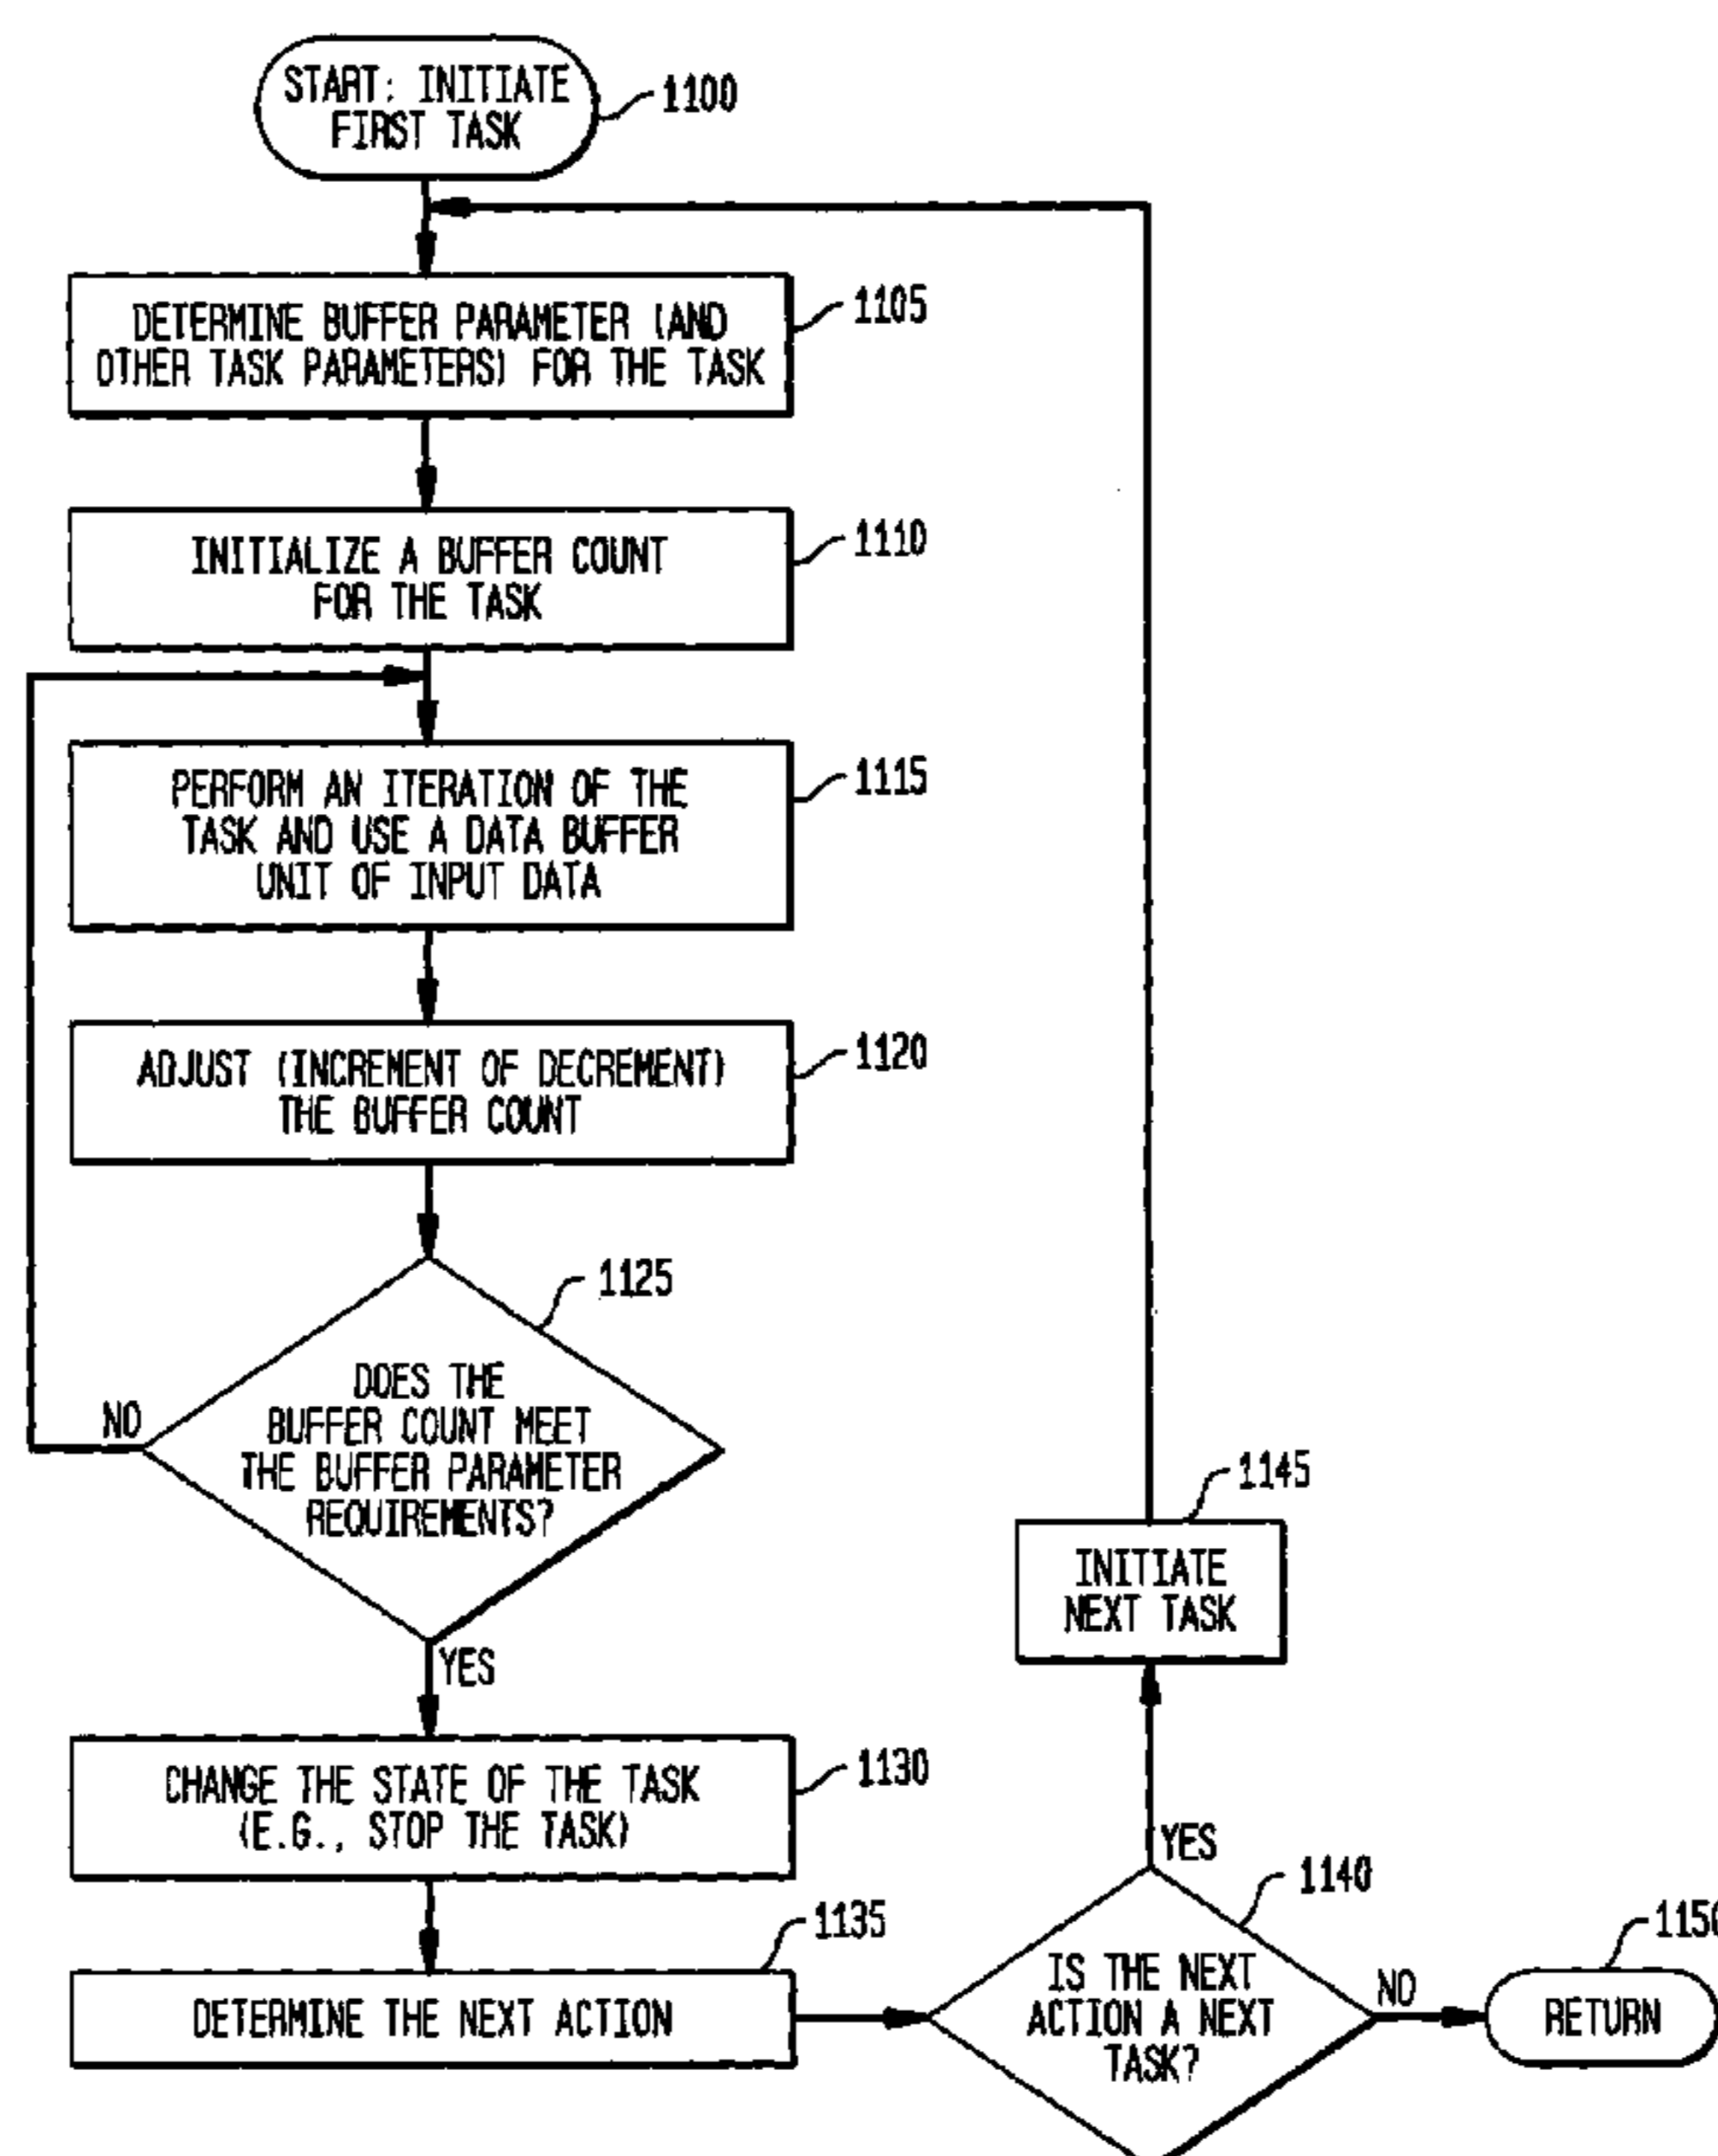 START: INITIATE
FIRST TASK
1100
DETERMINE BUFFER PARAMETER (AND
OTHER TASK PARAMETERS) FOR THE TASK
1105
INITIALIZE A BUFFER COUNT
FOR THE TASK
1110
PERFORM AN ITERATION OF THE
TASK AND USE A DATA BUFFER
UNIT OF INPUT DATA
1115
ADJUST (INCREMENT OF DECREMENT)
THE BUFFER COUNT
1120
1125
DOES THE
BUFFER COUNT MEET
THE BUFFER PARAMETER
REQUIREMENTS?
NO
YES
CHANGE THE STATE OF THE TASK
(E.G., STOP THE TASK)
1130
1135
DETERMINE THE NEXT ACTION
1140
IS THE NEXT
ACTION A NEXT
TASK?
YES
NO
1145
INITIATE
NEXT TASK
1150
RETURN